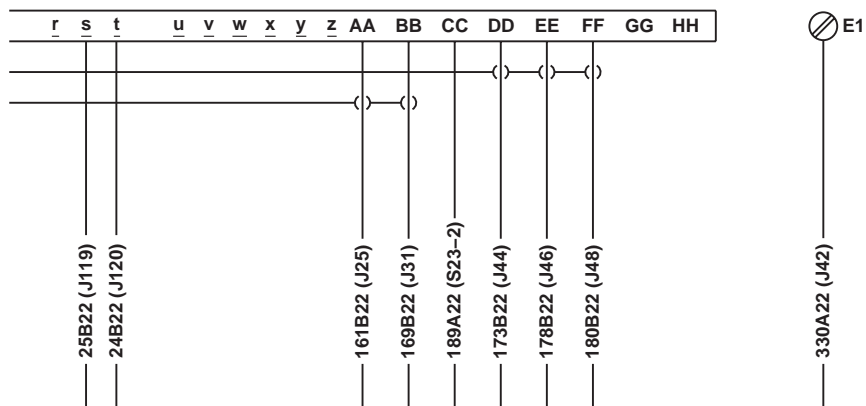 r s t u v w x y z AA BB CC DD EE FF GG HH
E1
25B22 (J119)
24B22 (J120)
161B22 (J25)
169B22 (J31)
189A22 (S23–2)
173B22 (J44)
178B22 (J46)
180B22 (J48)
330A22 (J42)